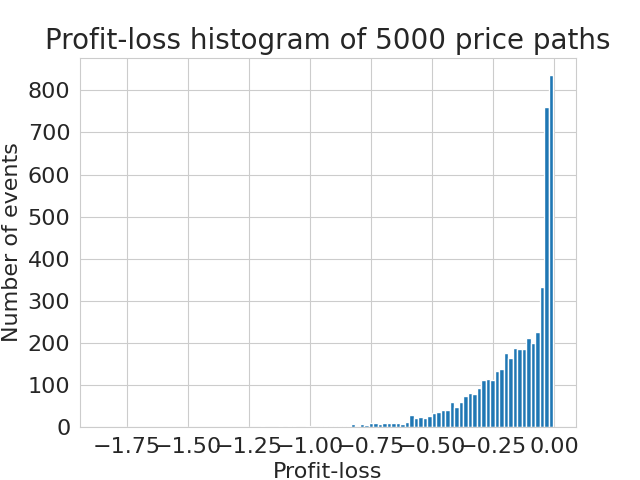 Profit-loss histogram of 5000 price paths
Number of events
800
700
600
500
400
300
200
100
0
−1.75 −1.50 −1.25 −1.00 −0.75 −0.50 −0.25 0.00
Profit-loss